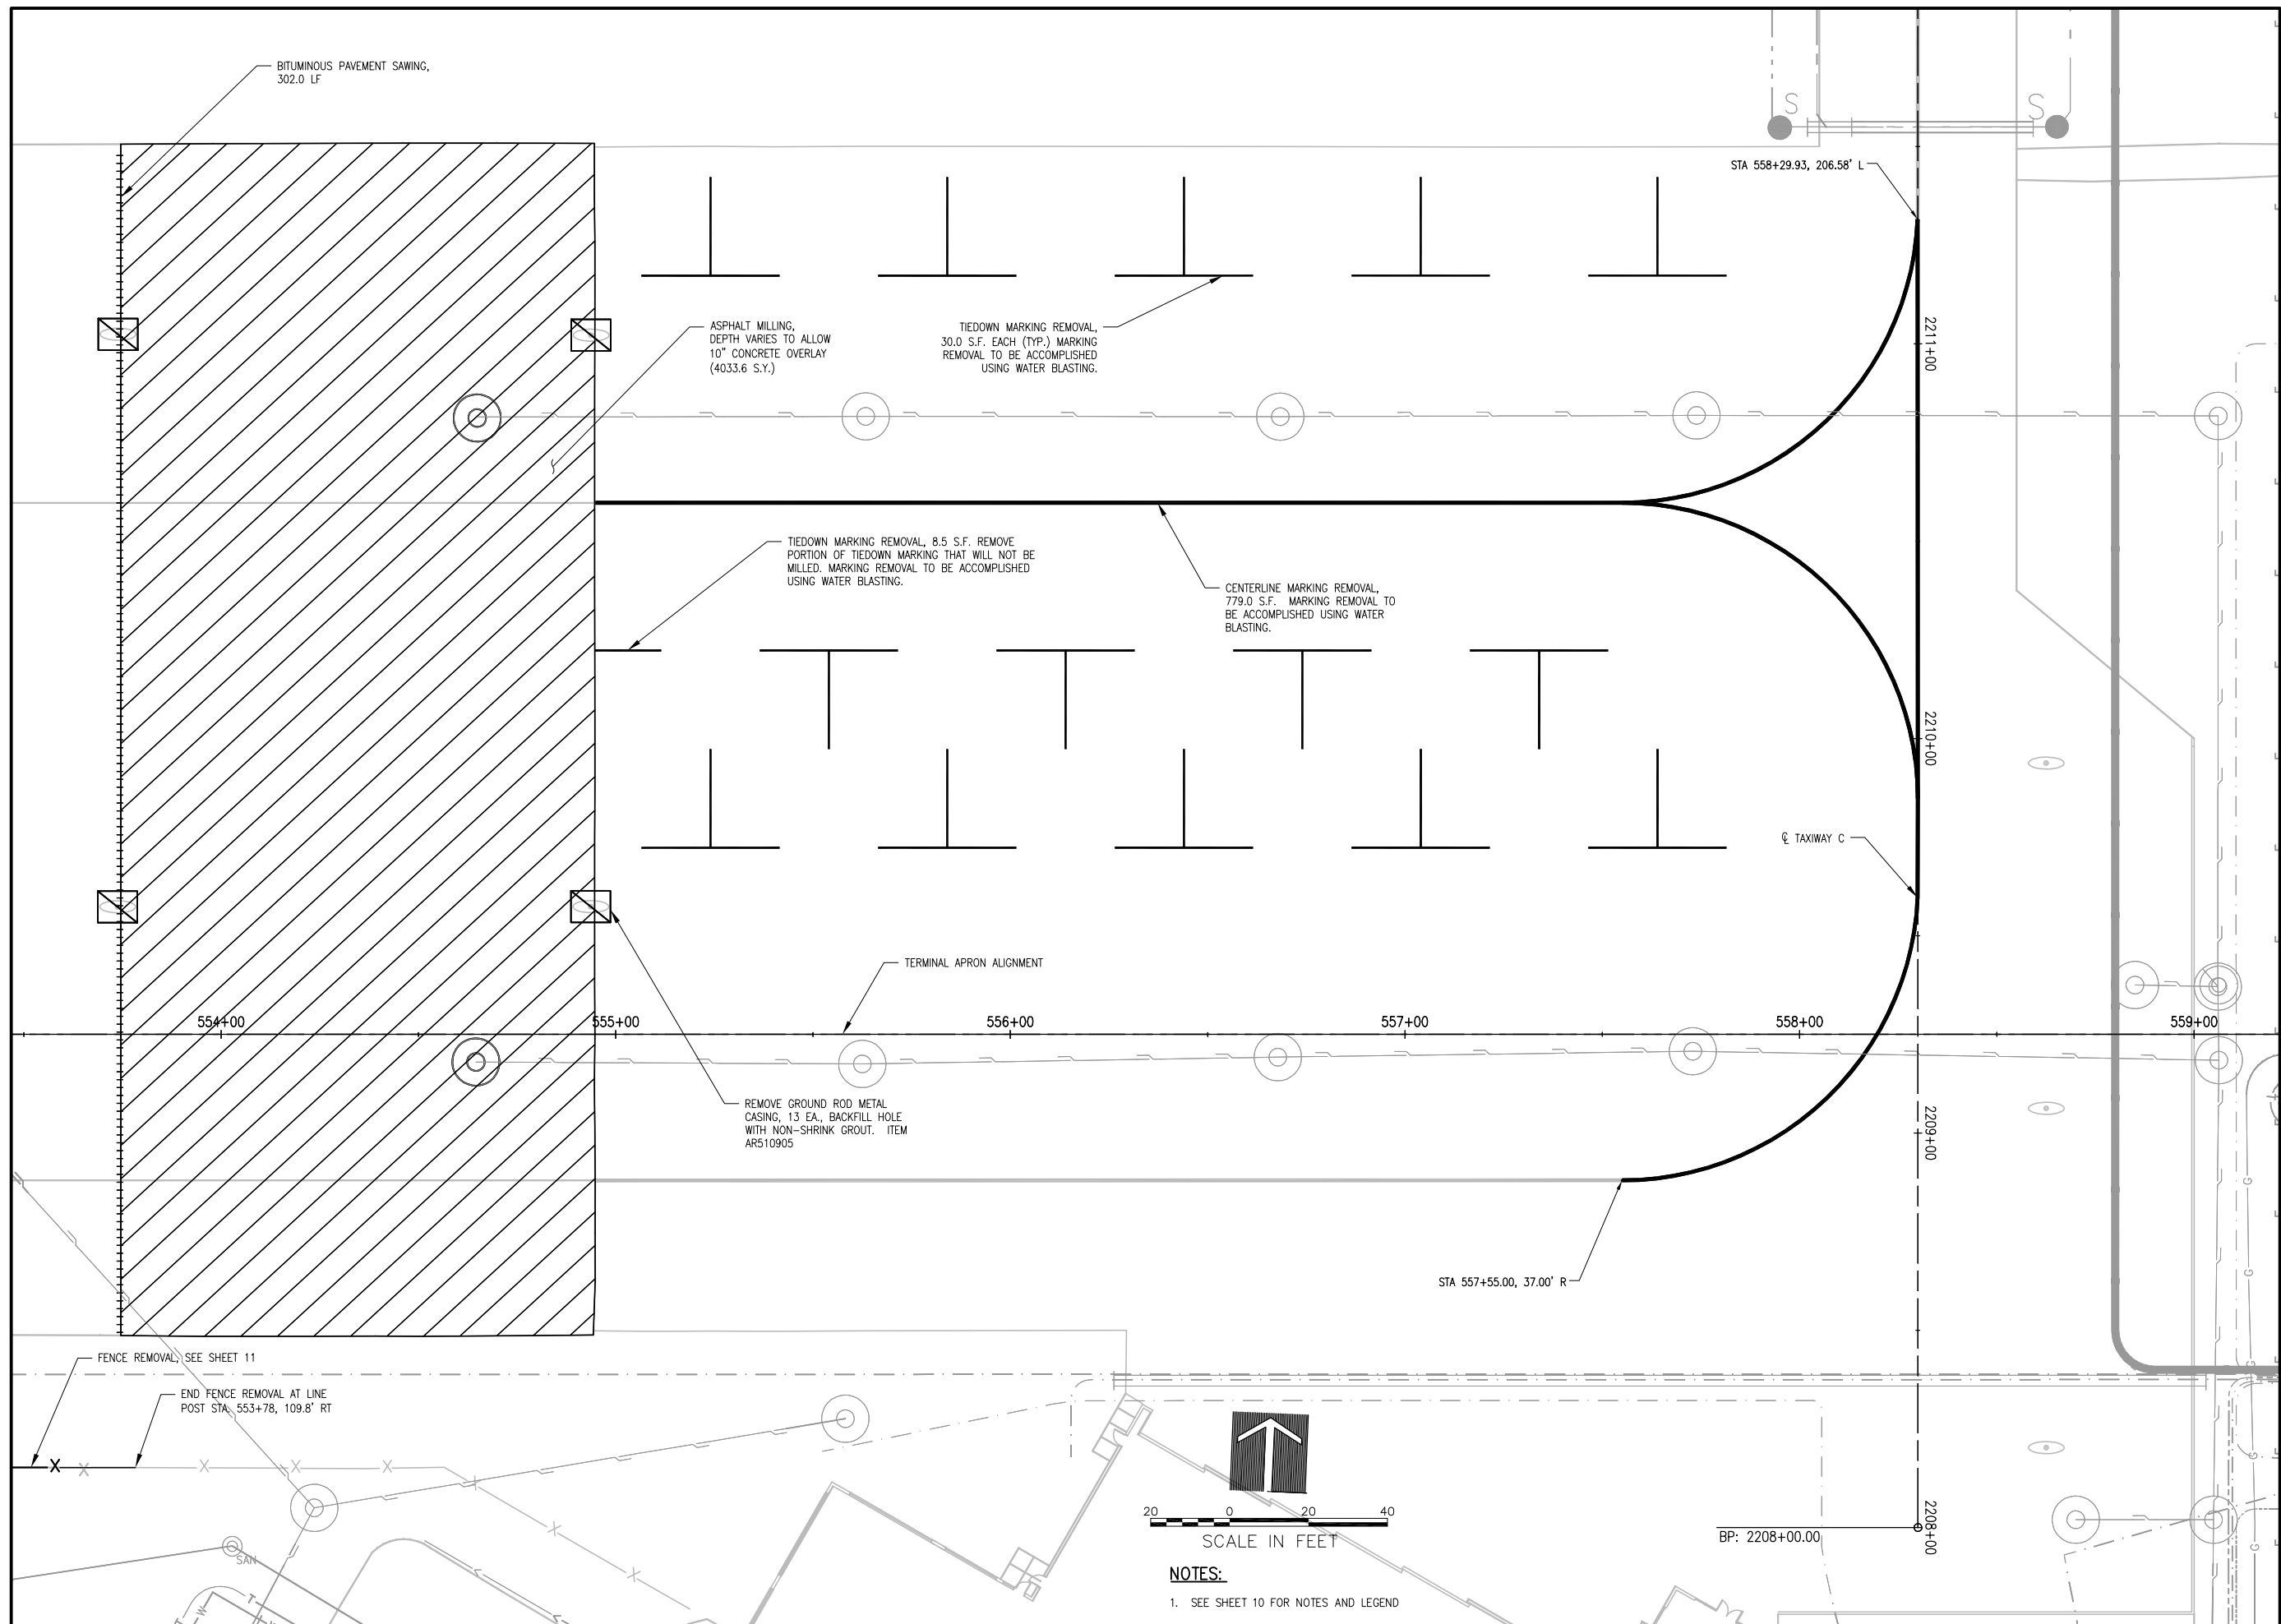 BITUMINOUS PAVEMENT SAWING,
302.0 LF
S
S
STA 558+29.93, 206.58' L
ASPHALT MILLING,
DEPTH VARIES TO ALLOW
10" CONCRETE OVERLAY
(4033.6 S.Y.)
TIEDOWN MARKING REMOVAL,
30.0 S.F. EACH (TYP.) MARKING
REMOVAL TO BE ACCOMPLISHED
USING WATER BLASTING.
2211+00
TIEDOWN MARKING REMOVAL, 8.5 S.F. REMOVE
PORTION OF TIEDOWN MARKING THAT WILL NOT BE
MILLED. MARKING REMOVAL TO BE ACCOMPLISHED
USING WATER BLASTING.
CENTERLINE MARKING REMOVAL,
779.0 S.F. MARKING REMOVAL TO
BE ACCOMPLISHED USING WATER
BLASTING.
2210+00
℄ TAXIWAY C
TERMINAL APRON ALIGNMENT
554+00
555+00
556+00
557+00
558+00
559+00
REMOVE GROUND ROD METAL
CASING, 13 EA., BACKFILL HOLE
WITH NON-SHRINK GROUT. ITEM
AR510905
2209+00
G
STA 557+55.00, 37.00' R
G
FENCE REMOVAL, SEE SHEET 11
G
END FENCE REMOVAL AT LINE
POST STA. 553+78, 109.8' RT
X
X
X
X
X
X
G
X
G
20 0 20 40
SCALE IN FEET
BP: 2208+00.00
2208+00
G
X
SAN
X
NOTES:
1. SEE SHEET 10 FOR NOTES AND LEGEND
W
T